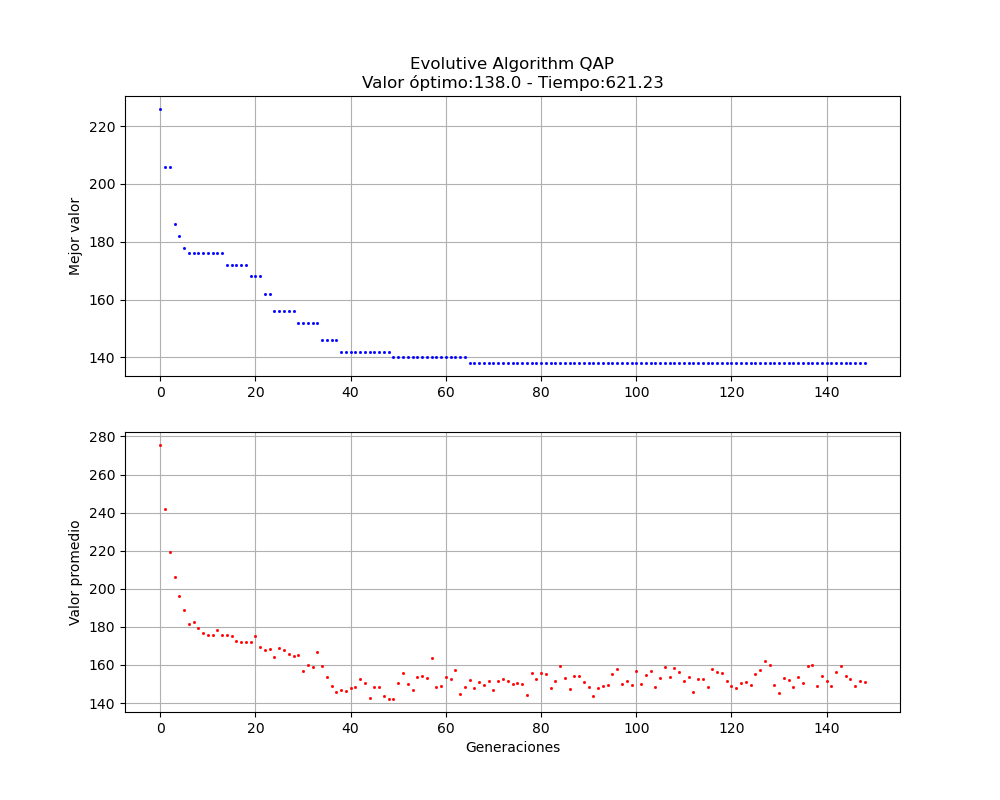 Evolutive Algorithm QAP
Valor óptimo:138.0 - Tiempo:621.23
Mejor valor
220
200
180
160
140
0 20 40 60 80 100 120 140
Valor promedio
280
260
240
220
200
180
160
140
0 20 40 60 80 100 120 140
Generaciones